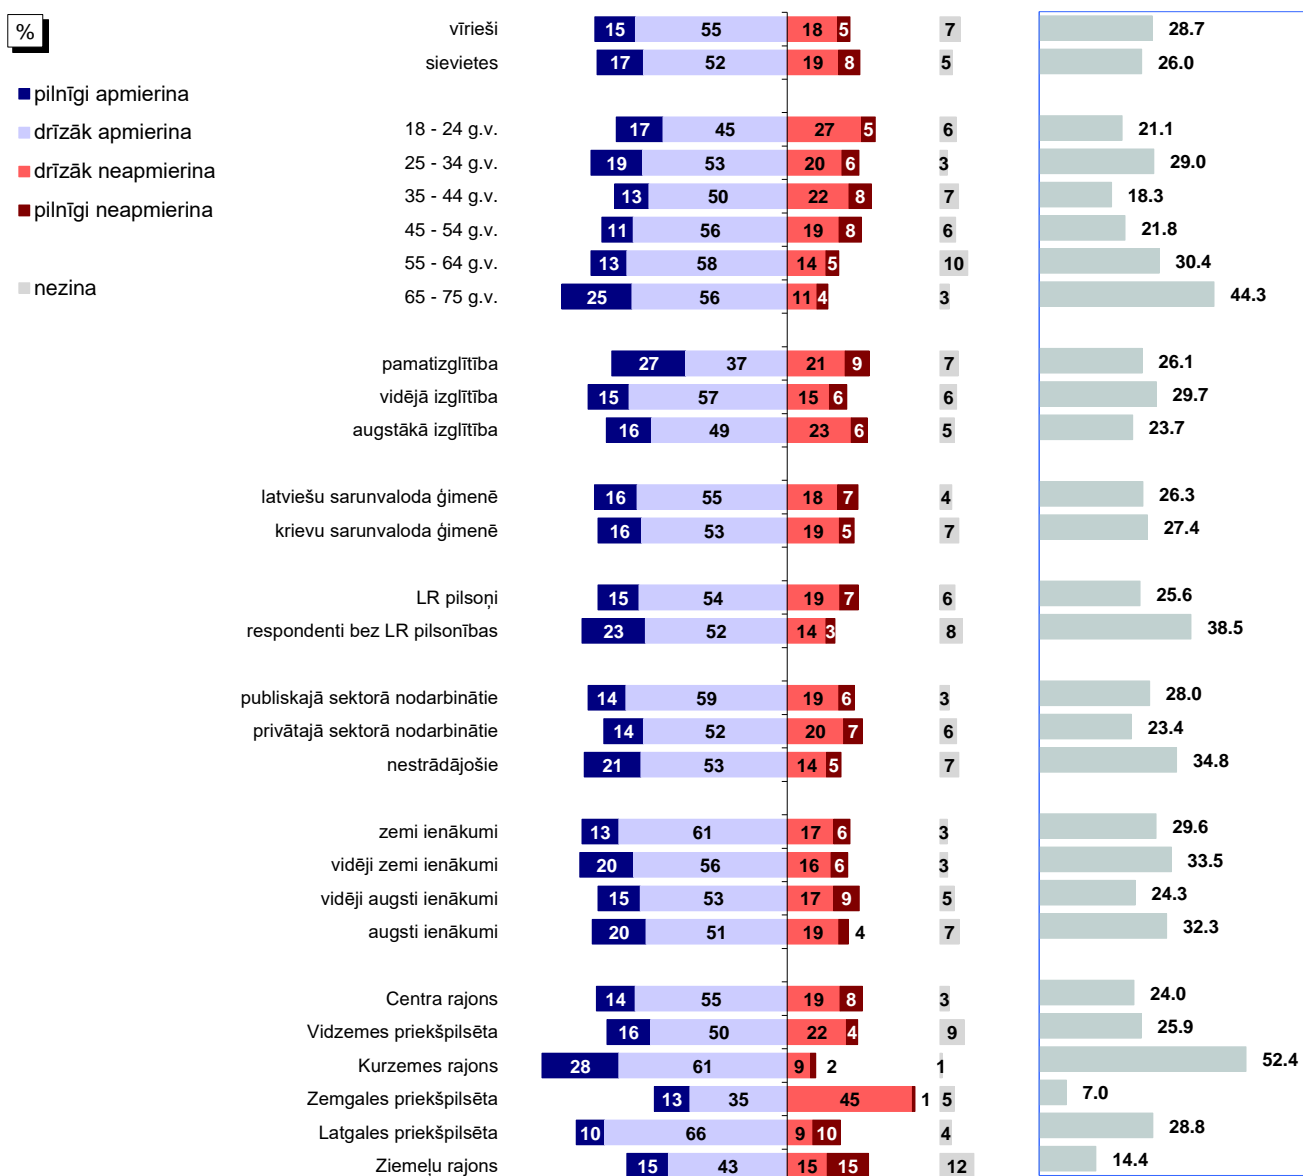 %
pilnīgi apmierina
drīzāk apmierina
drīzāk neapmierina
pilnīgi neapmierina
nezina
vīrieši 15 55 18 5 7 28.7
sievietes 17 52 19 8 5 26.0
18 - 24 g.v. 17 45 27 5 6 21.1
25 - 34 g.v. 19 53 20 6 3 29.0
35 - 44 g.v. 13 50 22 8 7 18.3
45 - 54 g.v. 11 56 19 8 6 21.8
55 - 64 g.v. 13 58 14 5 10 30.4
65 - 75 g.v. 25 56 11 4 3 44.3
pamatizglītība 27 37 21 9 7 26.1
vidējā izglītība 15 57 15 6 6 29.7
augstākā izglītība 16 49 23 6 5 23.7
latviešu sarunvaloda ģimenē 16 55 18 7 4 26.3
krievu sarunvaloda ģimenē 16 53 19 5 7 27.4
LR pilsoņi 15 54 19 7 6 25.6
respondenti bez LR pilsonības 23 52 14 3 8 38.5
publiskajā sektorā nodarbinātie 14 59 19 6 3 28.0
privātajā sektorā nodarbinātie 14 52 20 7 6 23.4
nestrādājošie 21 53 14 5 7 34.8
zemi ienākumi 13 61 17 6 3 29.6
vidēji zemi ienākumi 20 56 16 6 3 33.5
vidēji augsti ienākumi 15 53 17 9 5 24.3
augsti ienākumi 20 51 19 4 7 32.3
Centra rajons 14 55 19 8 3 24.0
Vidzemes priekšpilsēta 16 50 22 4 9 25.9
Kurzemes rajons 28 61 9 2 1 52.4
Zemgales priekšpilsēta 13 35 45 1 5 7.0
Latgales priekšpilsēta 10 66 9 10 4 28.8
Ziemeļu rajons 15 43 15 15 12 14.4